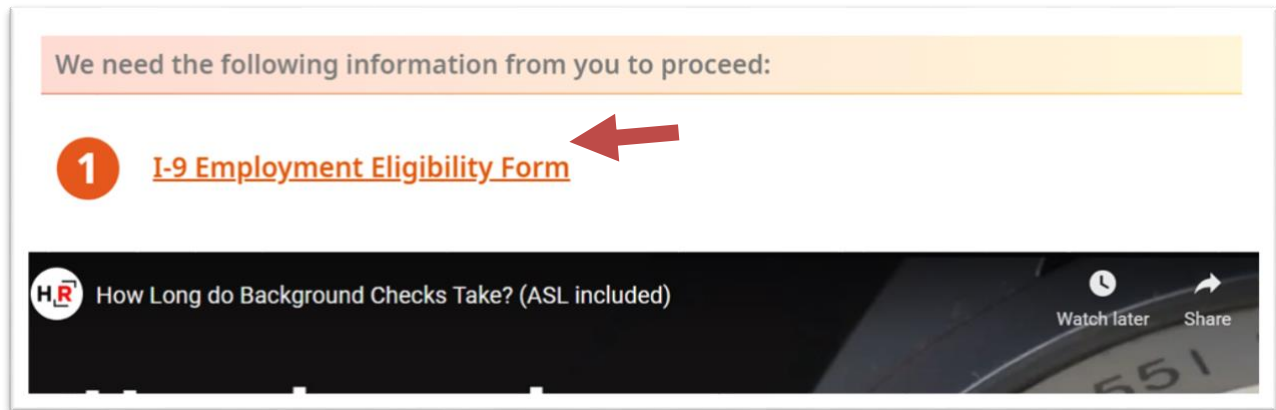 We need the following information from you to proceed:
1 I-9 Employment Eligibility Form
HR How Long do Background Checks Take? (ASL included)
Watch later Share
551